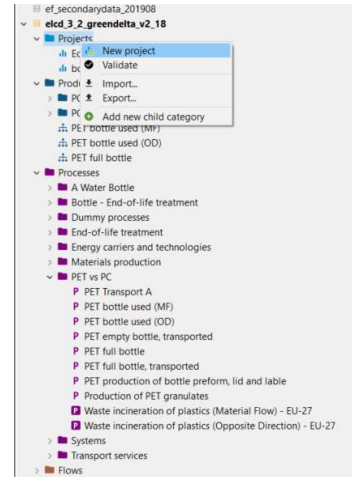 ef_secondarydata_201908
elcd_3_2_greendelta_v2_18
Projects
Ec
New project
bo
Validate
Produ
Import...
PC
Export...
PC
Add new child category
PET bottle used (MF)
PET bottle used (OD)
PET full bottle
Processes
A Water Bottle
Bottle - End-of-life treatment
Dummy processes
End-of-life treatment
Energy carriers and technologies
Materials production
PET vs PC
P PET Transport A
P PET bottle used (MF)
P PET bottle used (OD)
P PET empty bottle, transported
P PET full bottle
P PET full bottle, transported
P PET production of bottle preform, lid and lable
P Production of PET granulates
P Waste incineration of plastics (Material Flow) - EU-27
P Waste incineration of plastics (Opposite Direction) - EU-27
Systems
Transport services
Flows